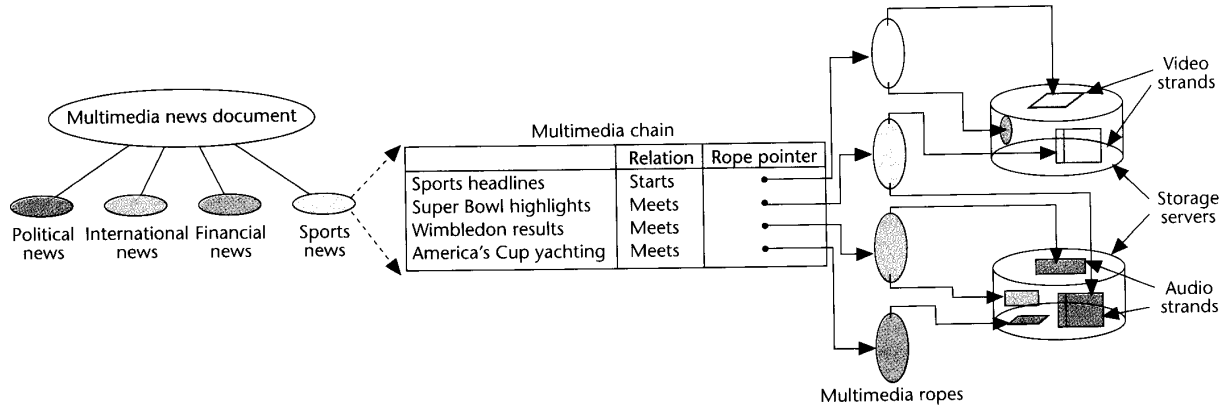 Multimedia news document
Political
news
International
news
Financial
news
Sports
news
Multimedia chain
Relation
Rope pointer
Sports headlines
Starts
Super Bowl highlights
Meets
Wimbledon results
Meets
America's Cup yachting
Meets
Multimedia ropes
Video
strands
Storage
servers
Audio
strands